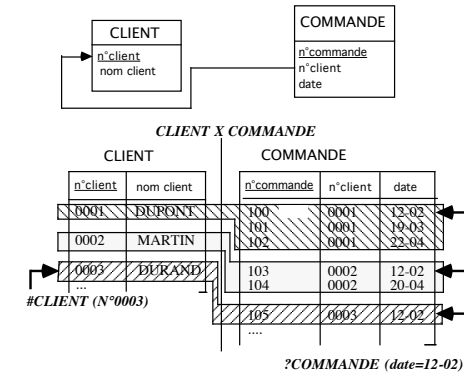 CLIENT
n°client
nom client
COMMANDE
n°commande
n°client
date
CLIENT X COMMANDE
CLIENT COMMANDE
n°client nom client n°commande n°client date
0001 DUPONT 100 0001 12-02
101 0001 19-03
102 0001 22-04
0002 MARTIN
0003 DURAND 103 0002 12-02
... 104 0002 20-04
#CLIENT (N°0003)
105 0003 12-02
....
?COMMANDE (date=12-02)